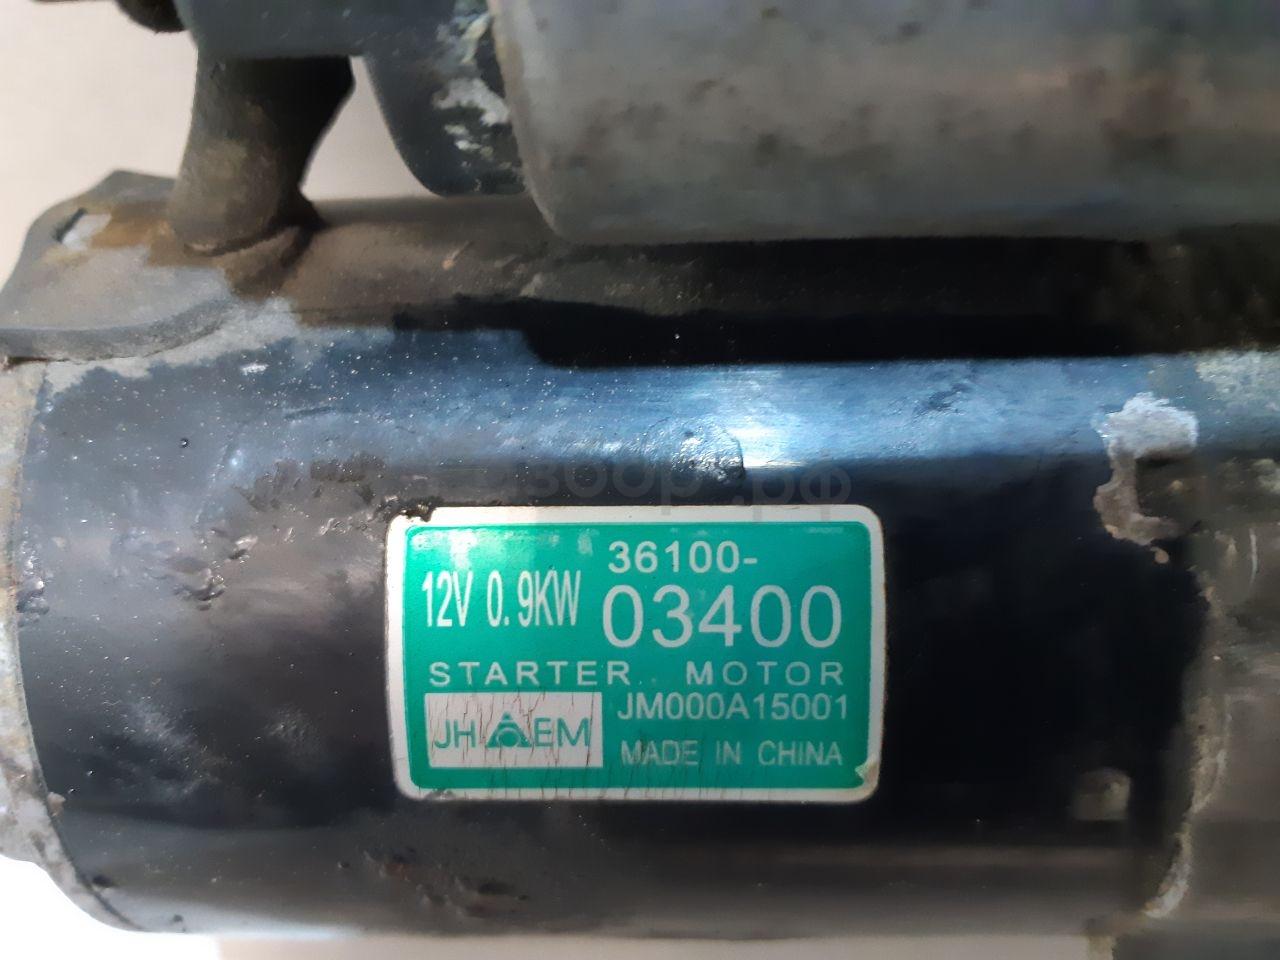 36100-
12V 0.9KW 03400
STARTER MOTOR
JM000A15001
JH EM
MADE IN CHINA